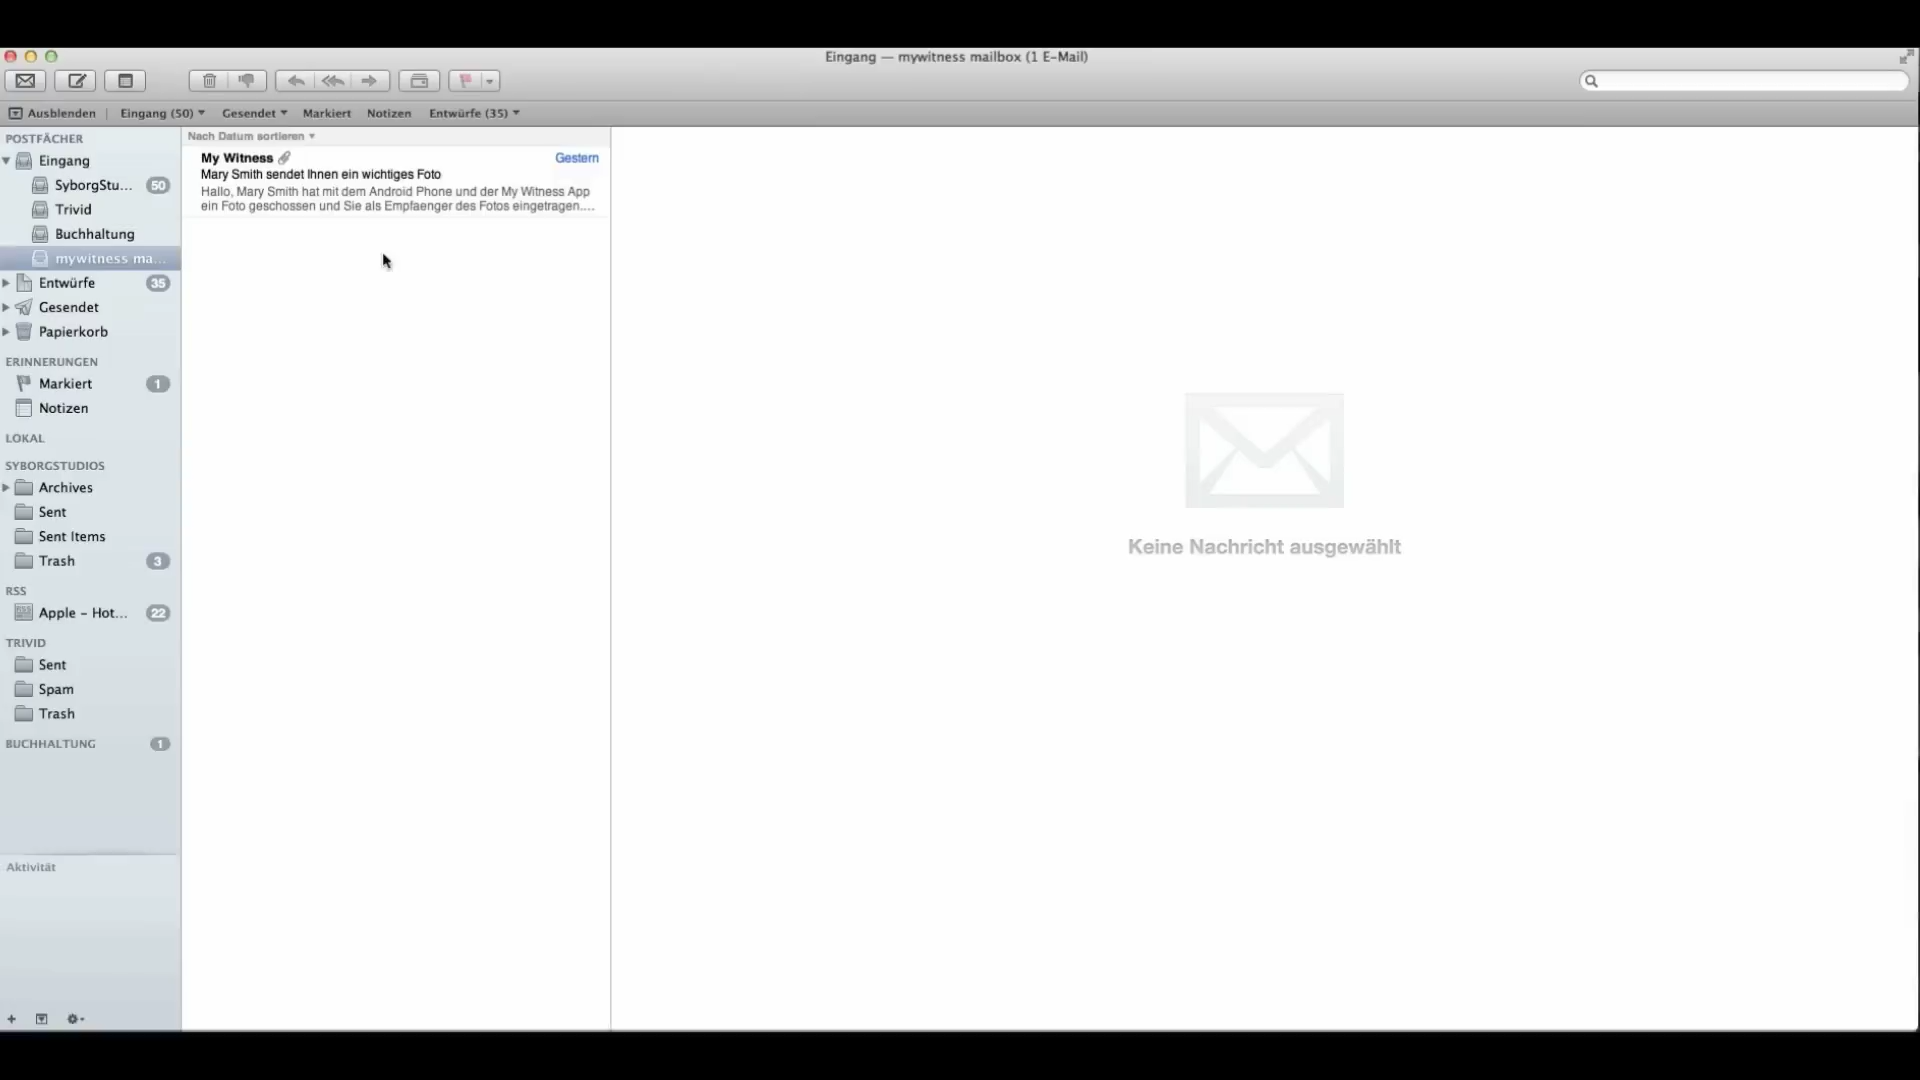 Eingang — mywitness mailbox (1 E-Mail)
Ausblenden
Eingang (50)
Gesendet
Markiert
Notizen
Entwürfe (35)
POSTFÄCHER
Eingang
SyborgStu... 50
Trivid
Buchhaltung
mywitness ma...
Entwürfe 35
Gesendet
Papierkorb
ERINNERUNGEN
Markiert 1
Notizen
LOKAL
SYBORGSTUDIOS
Archives
Sent
Sent Items
Trash 3
RSS
Apple – Hot... 22
TRIVID
Sent
Spam
Trash
BUCHHALTUNG 1
Aktivität
Nach Datum sortieren
My Witness Gestern
Mary Smith sendet Ihnen ein wichtiges Foto
Hallo, Mary Smith hat mit dem Android Phone und der My Witness App
ein Foto geschossen und Sie als Empfaenger des Fotos eingetragen....
Keine Nachricht ausgewählt